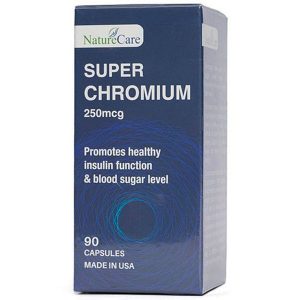 NatureCare
SUPER
CHROMIUM
250mcg
Promotes healthy
insulin function
& blood sugar level
90
CAPSULES
MADE IN USA